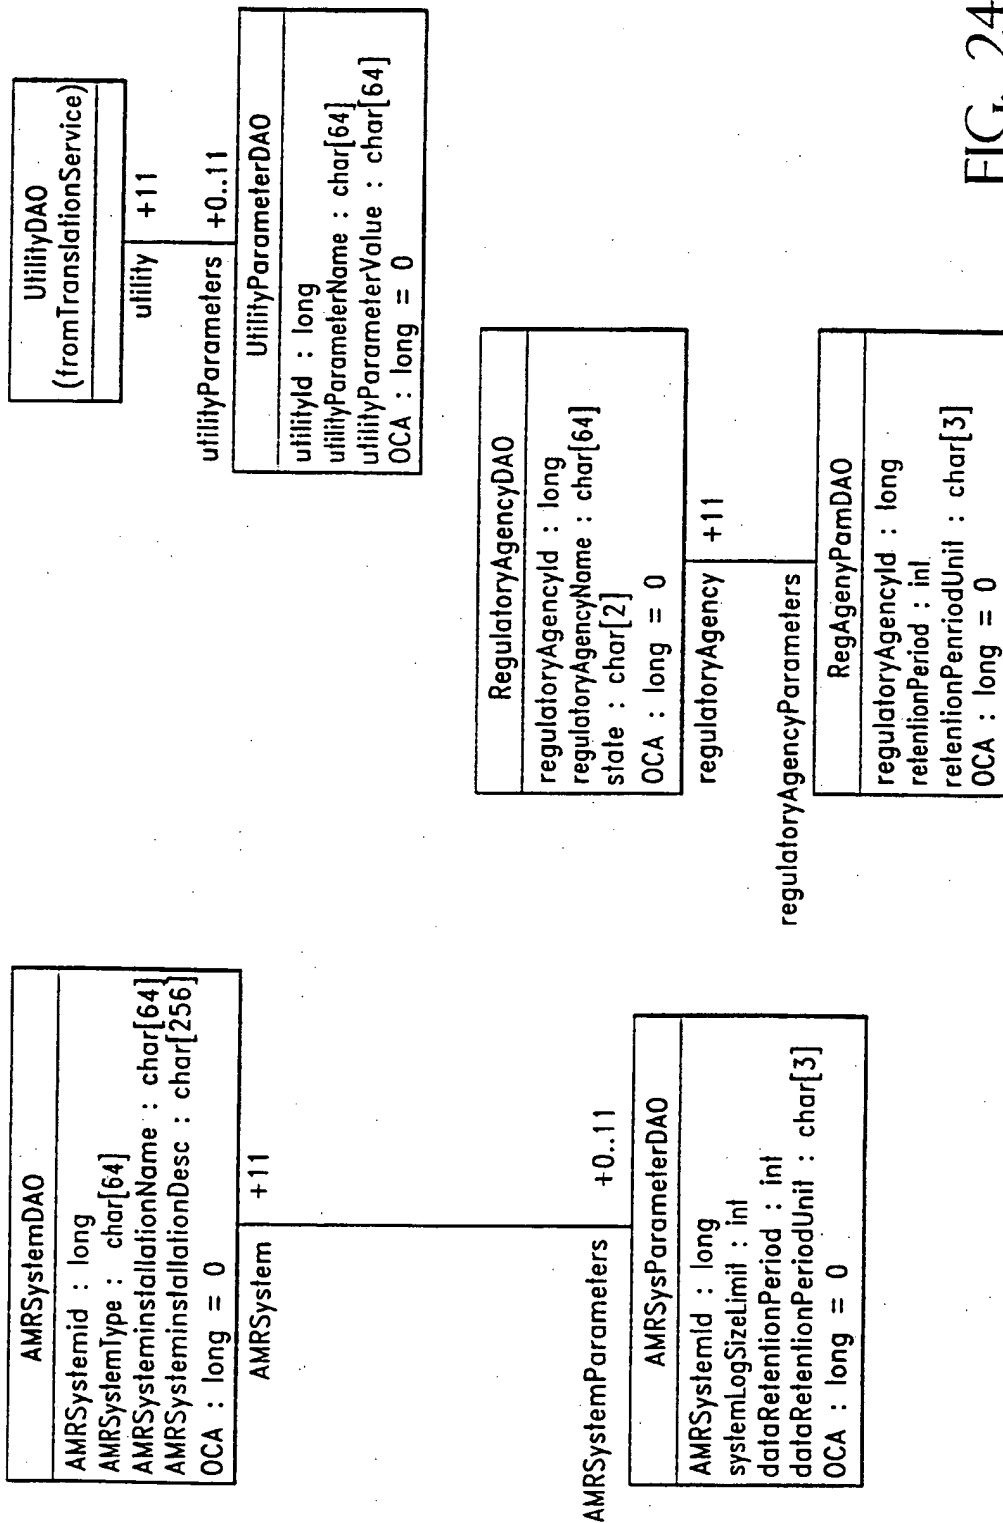 AMRSystemDAO
AMRSystemid : long
AMRSystemType : char[64]
AMRSysteminstallationName : char[64]
AMRSysteminstallationDesc : char[256]
OCA : long = 0
AMRSystem +11
AMRSystemParameters +0..11
AMRSysParameterDAO
AMRSystemId : long
systemLogSizeLimit : int
dataRetentionPeriod : int
dataRetentionPeriodUnit : char[3]
OCA : long = 0
UtilityDAO
(fromTranslationService)
utility +11
utilityParameters +0..11
UtilityParameterDAO
utilityId : long
utilityParameterName : char[64]
utilityParameterValue : char[64]
OCA : long = 0
RegulatoryAgencyDAO
regulatoryAgencyId : long
regulatoryAgencyName : char[64]
state : char[2]
OCA : long = 0
regulatoryAgency +11
regulatoryAgencyParameters
RegAgenyPamDAO
regulatoryAgencyId : long
retentionPeriod : int
retentionPenriodUnit : char[3]
OCA : long = 0
FIG. 24